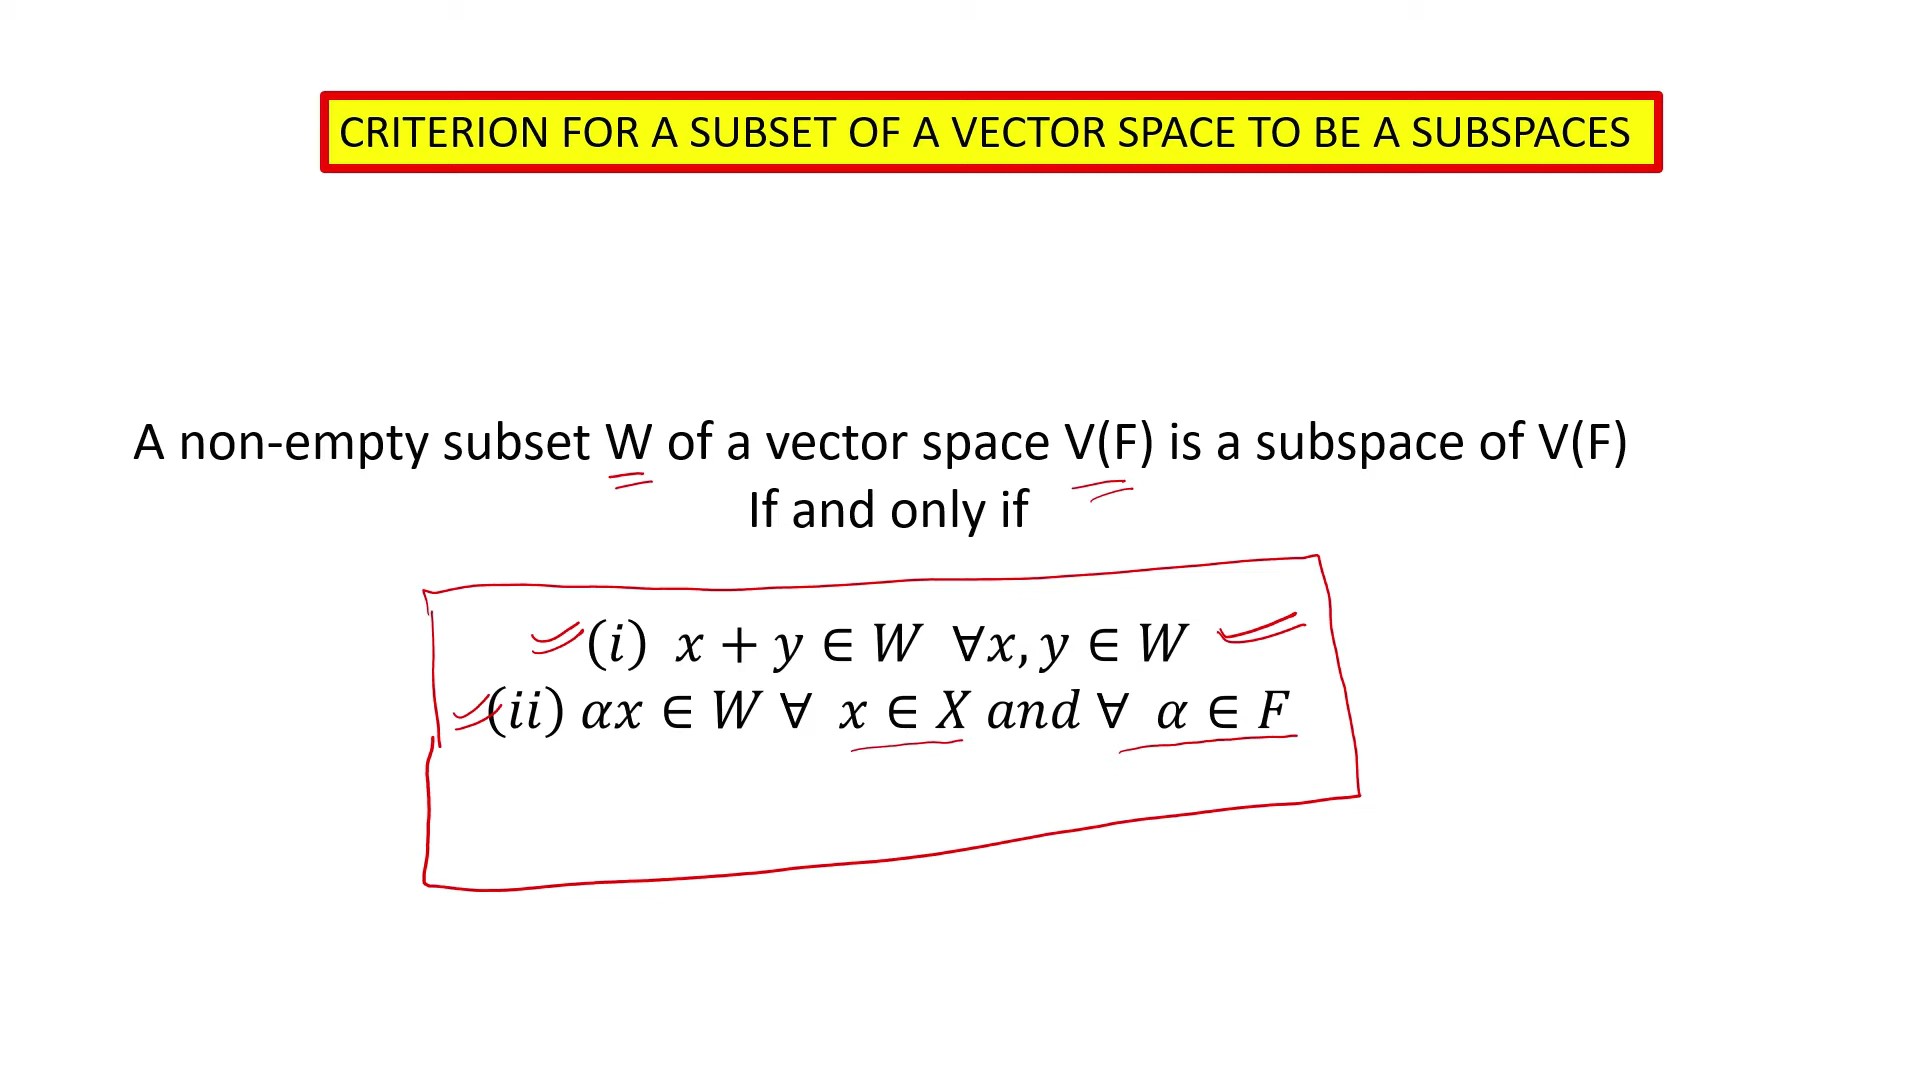 CRITERION FOR A SUBSET OF A VECTOR SPACE TO BE A SUBSPACES
A non-empty subset W of a vector space V(F) is a subspace of V(F)
If and only if
(i) x + y ∈ W ∀x, y ∈ W
(ii) αx ∈ W ∀ x ∈ X and ∀ α ∈ F